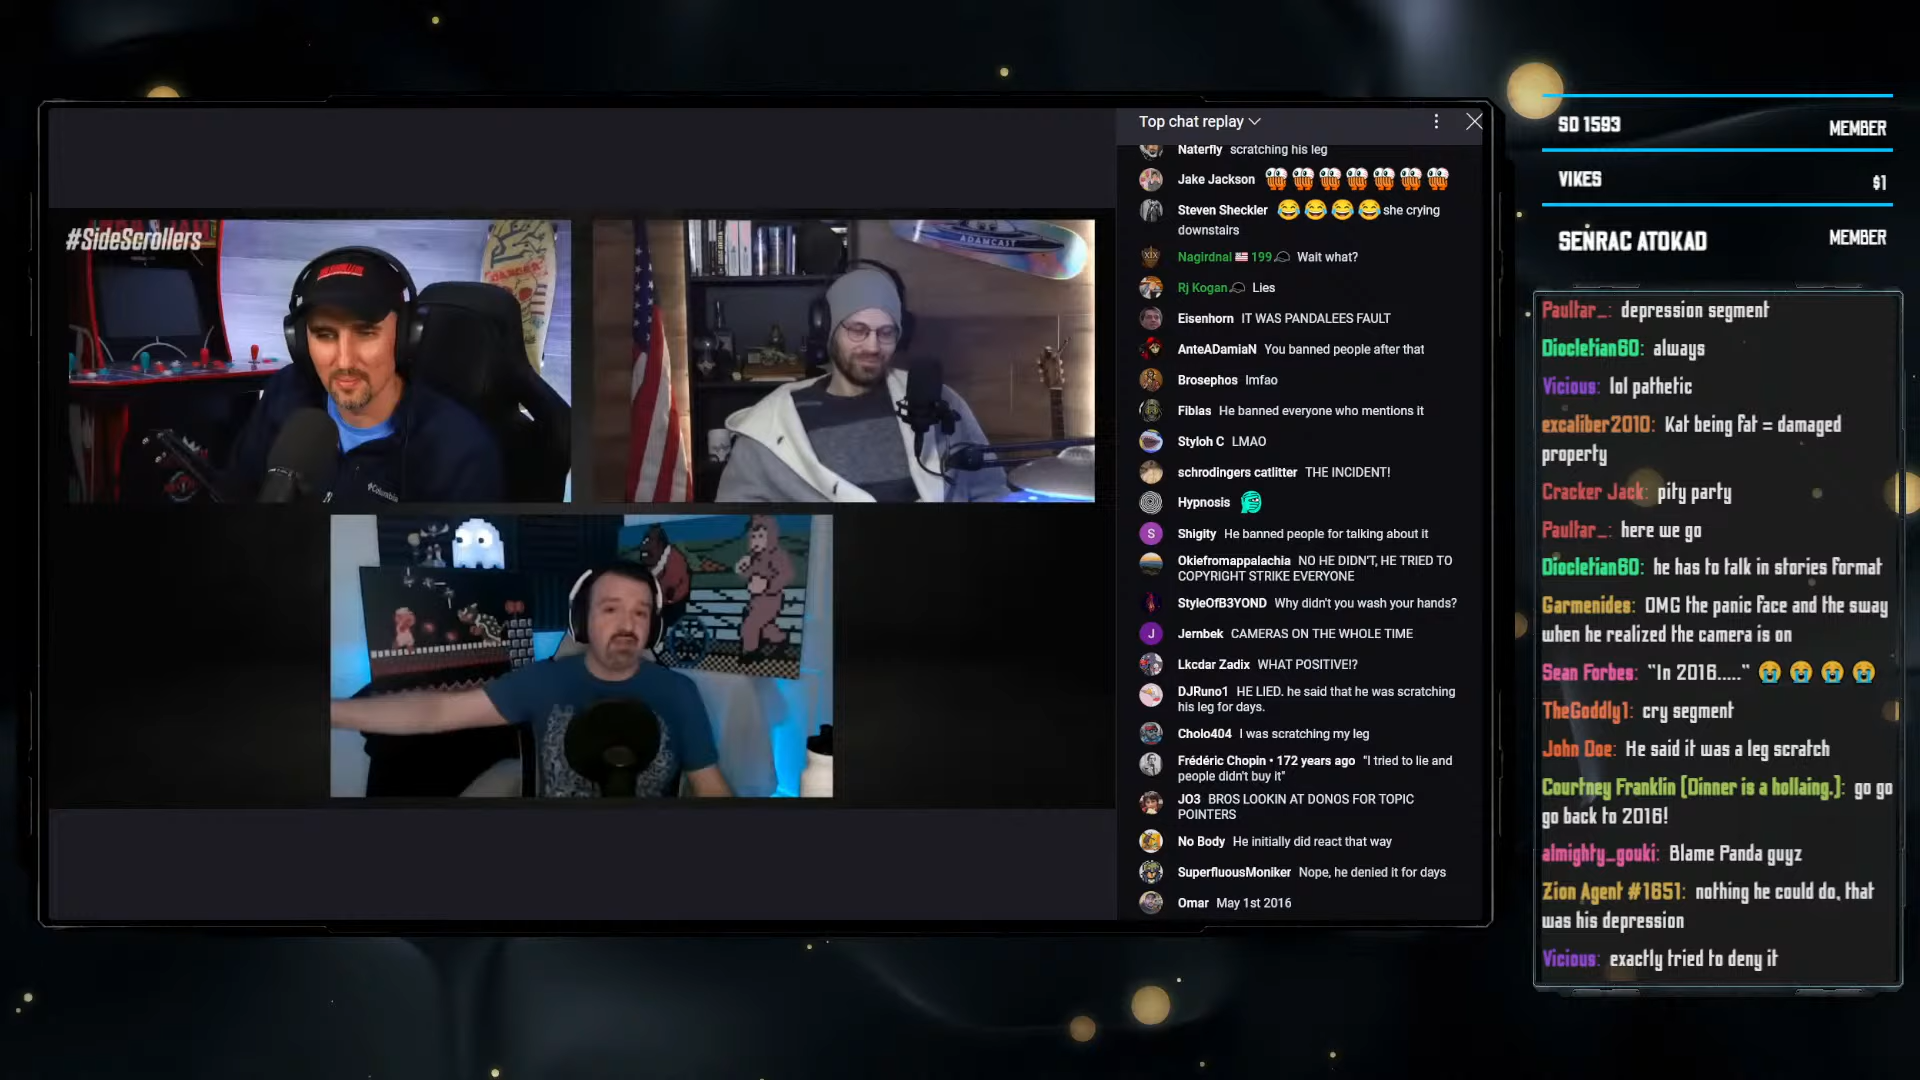 #SideScrollers
ADAMCAST
Columbia
Top chat replay
Naterfly scratching his leg
Jake Jackson
Steven Sheckler 😂😂😂😂she crying
downstairs
Nagirdnal 🇺🇸 199 Wait what?
Rj Kogan Lies
Eisenhorn IT WAS PANDALEES FAULT
AnteADamiaN You banned people after that
Brosephos lmfao
Fiblas He banned everyone who mentions it
Styloh C LMAO
schrodingers catlitter THE INCIDENT!
Hypnosis
S Shigity He banned people for talking about it
Okiefromappalachia NO HE DIDN'T, HE TRIED TO
COPYRIGHT STRIKE EVERYONE
StyleOfB3YOND Why didn't you wash your hands?
J Jernbek CAMERAS ON THE WHOLE TIME
Lkcdar Zadix WHAT POSITIVE!?
DJRuno1 HE LIED. he said that he was scratching
his leg for days.
Cholo404 I was scratching my leg
Frédéric Chopin • 172 years ago "I tried to lie and
people didn't buy it"
JO3 BROS LOOKIN AT DONOS FOR TOPIC
POINTERS
No Body He initially did react that way
SuperfluousMoniker Nope, he denied it for days
Omar May 1st 2016
SO 1593 MEMBER
VIKES $1
SENRAC ATOKAD MEMBER
Paultar_: depression segment
Diocletian60: always
Vicious: lol pathetic
excaliber2010: Kat being fat = damaged
property
Cracker Jack: pity party
Paultar_: here we go
Diocletian60: he has to talk in stories format
Garmenides: OMG the panic face and the sway
when he realized the camera is on
Sean Forbes: "In 2016....." 😭😭😭😭
TheGoddly1: cry segment
John Doe: He said it was a leg scratch
Courtney Franklin (Dinner is a hollaing.): go go
go back to 2016!
almighty_gouki: Blame Panda guyz
Zion Agent #1651: nothing he could do, that
was his depression
Vicious: exactly tried to deny it